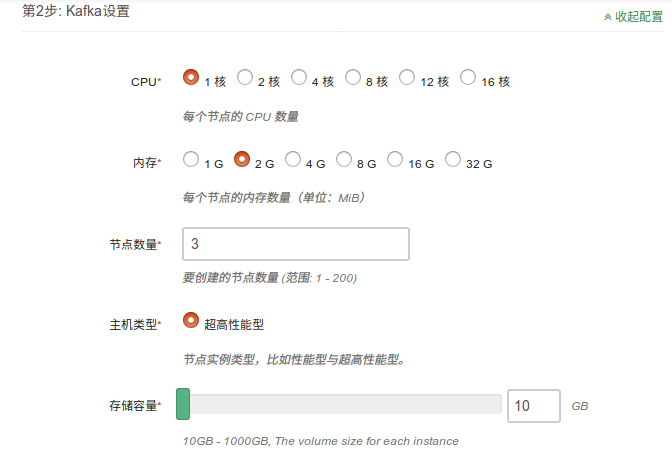 第2步: Kafka设置
收起配置
CPU* 1 核 2 核 4 核 8 核 12 核 16 核
每个节点的 CPU 数量
内存* 1 G 2 G 4 G 8 G 16 G 32 G
每个节点的内存数量（单位：MiB）
节点数量* 3
要创建的节点数量 (范围: 1 - 200)
主机类型* 超高性能型
节点实例类型，比如性能型与超高性能型。
存储容量* 10 GB
10GB - 1000GB, The volume size for each instance